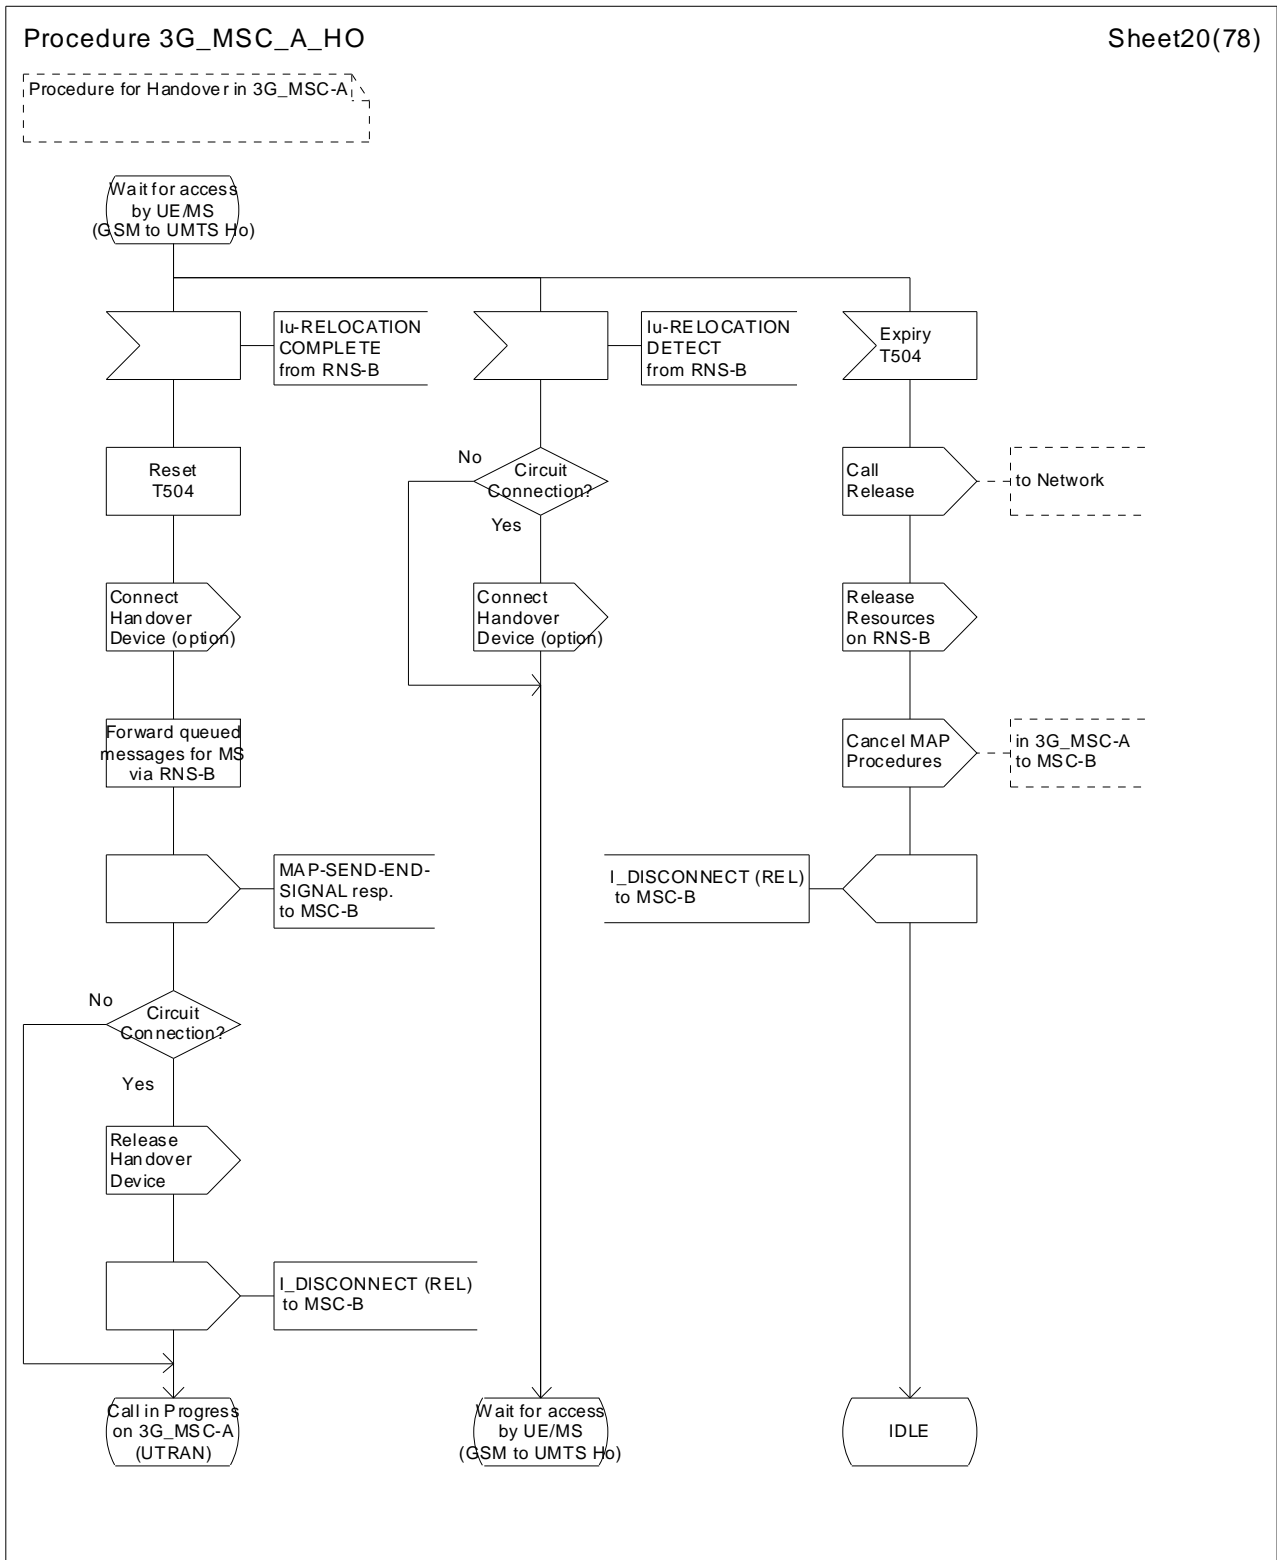 Procedure 3G_MSC_A_HO
Sheet20(78)
Procedure for Handover in 3G_MSC-A
Wait for access
by UE/MS
(GSM to UMTS Ho)
Iu-RELOCATION
COMPLETE
from RNS-B
Iu-RELOCATION
DETECT
from RNS-B
Expiry
T504
Reset
T504
No
Circuit
Connection?
Yes
Call
Release
to Network
Connect
Handover
Device (option)
Connect
Handover
Device (option)
Release
Resources
on RNS-B
Forward queued
messages for MS
via RNS-B
Cancel MAP
Procedures
in 3G_MSC-A
to MSC-B
MAP-SEND-END-
SIGNAL resp.
to MSC-B
I_DISCONNECT (REL)
to MSC-B
No
Circuit
Connection?
Yes
Release
Handover
Device
I_DISCONNECT (REL)
to MSC-B
Call in Progress
on 3G_MSC-A
(UTRAN)
Wait for access
by UE/MS
(GSM to UMTS Ho)
IDLE